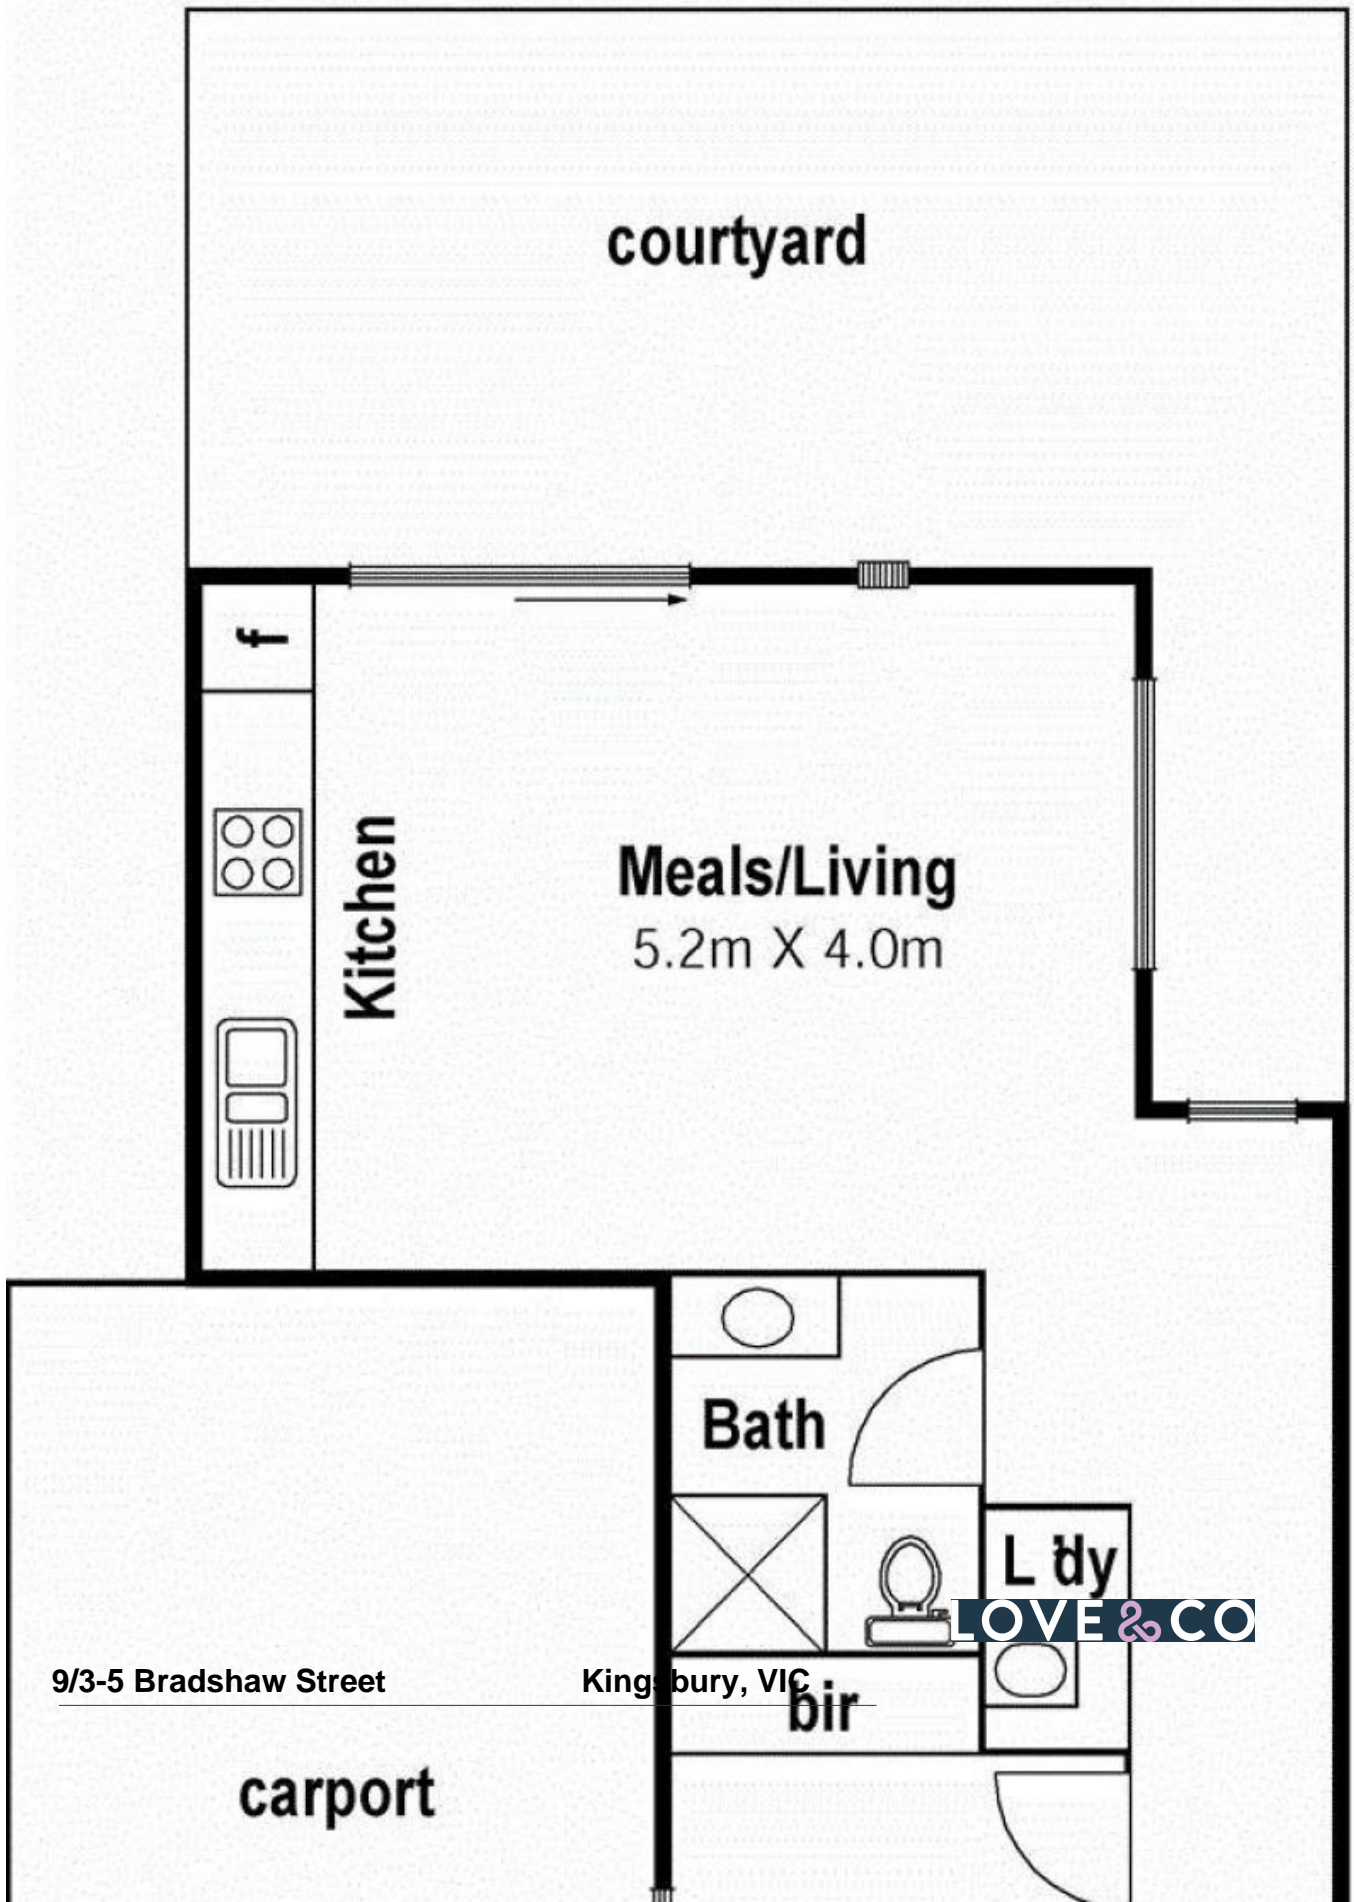 courtyard
f
Kitchen
Meals/Living
5.2m X 4.0m
Bath
L'dy
LOVE & CO
9/3-5 Bradshaw Street Kingsbury, VIC
bir
carport